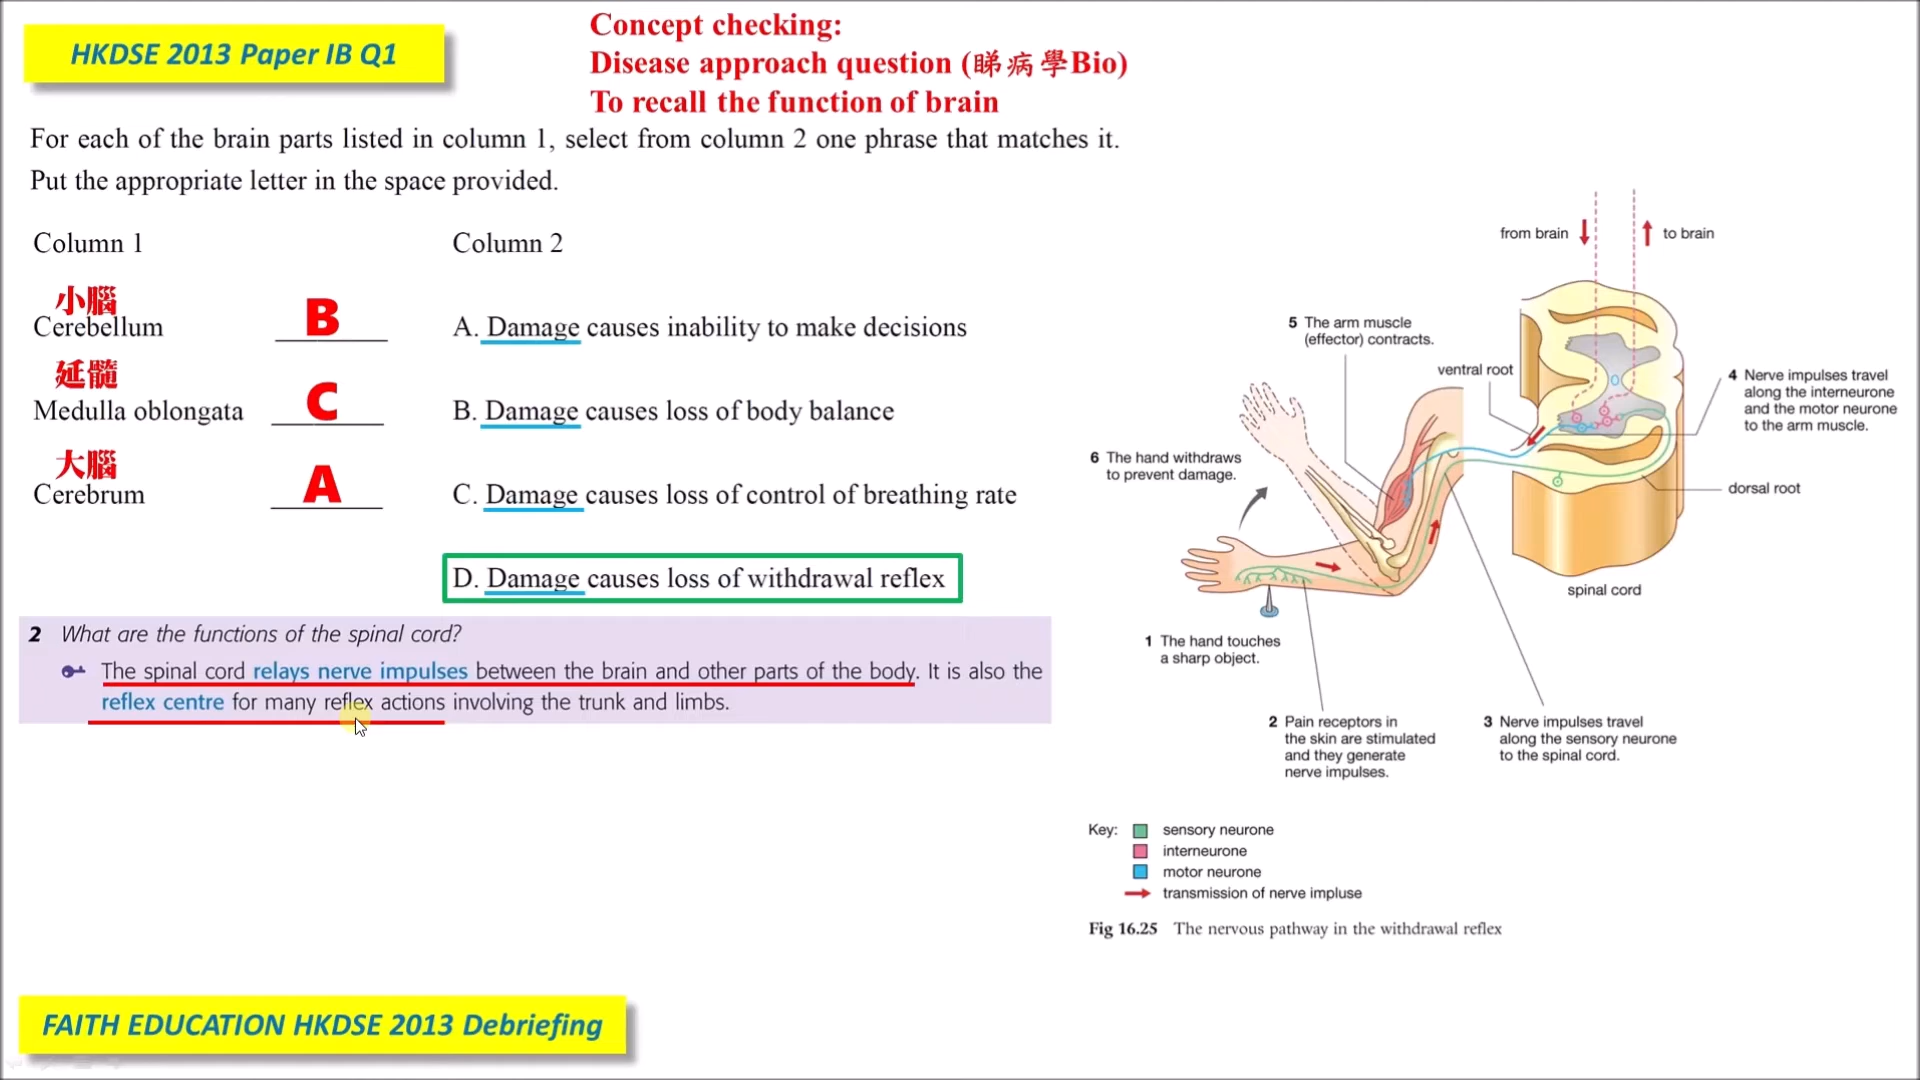 HKDSE 2013 Paper IB Q1
Concept checking:
Disease approach question (睇病學Bio)
To recall the function of brain
For each of the brain parts listed in column 1, select from column 2 one phrase that matches it.
Put the appropriate letter in the space provided.
Column 1
Column 2
小腦
Cerebellum
B
A. Damage causes inability to make decisions
延髓
Medulla oblongata
C
B. Damage causes loss of body balance
大腦
Cerebrum
A
C. Damage causes loss of control of breathing rate
D. Damage causes loss of withdrawal reflex
2 What are the functions of the spinal cord?
The spinal cord relays nerve impulses between the brain and other parts of the body. It is also the
reflex centre for many reflex actions involving the trunk and limbs.
from brain
to brain
5 The arm muscle
(effector) contracts.
ventral root
4 Nerve impulses travel
along the interneurone
and the motor neurone
to the arm muscle.
6 The hand withdraws
to prevent damage.
dorsal root
spinal cord
1 The hand touches
a sharp object.
2 Pain receptors in
the skin are stimulated
and they generate
nerve impulses.
3 Nerve impulses travel
along the sensory neurone
to the spinal cord.
Key:
sensory neurone
interneurone
motor neurone
transmission of nerve impluse
Fig 16.25 The nervous pathway in the withdrawal reflex
FAITH EDUCATION HKDSE 2013 Debriefing